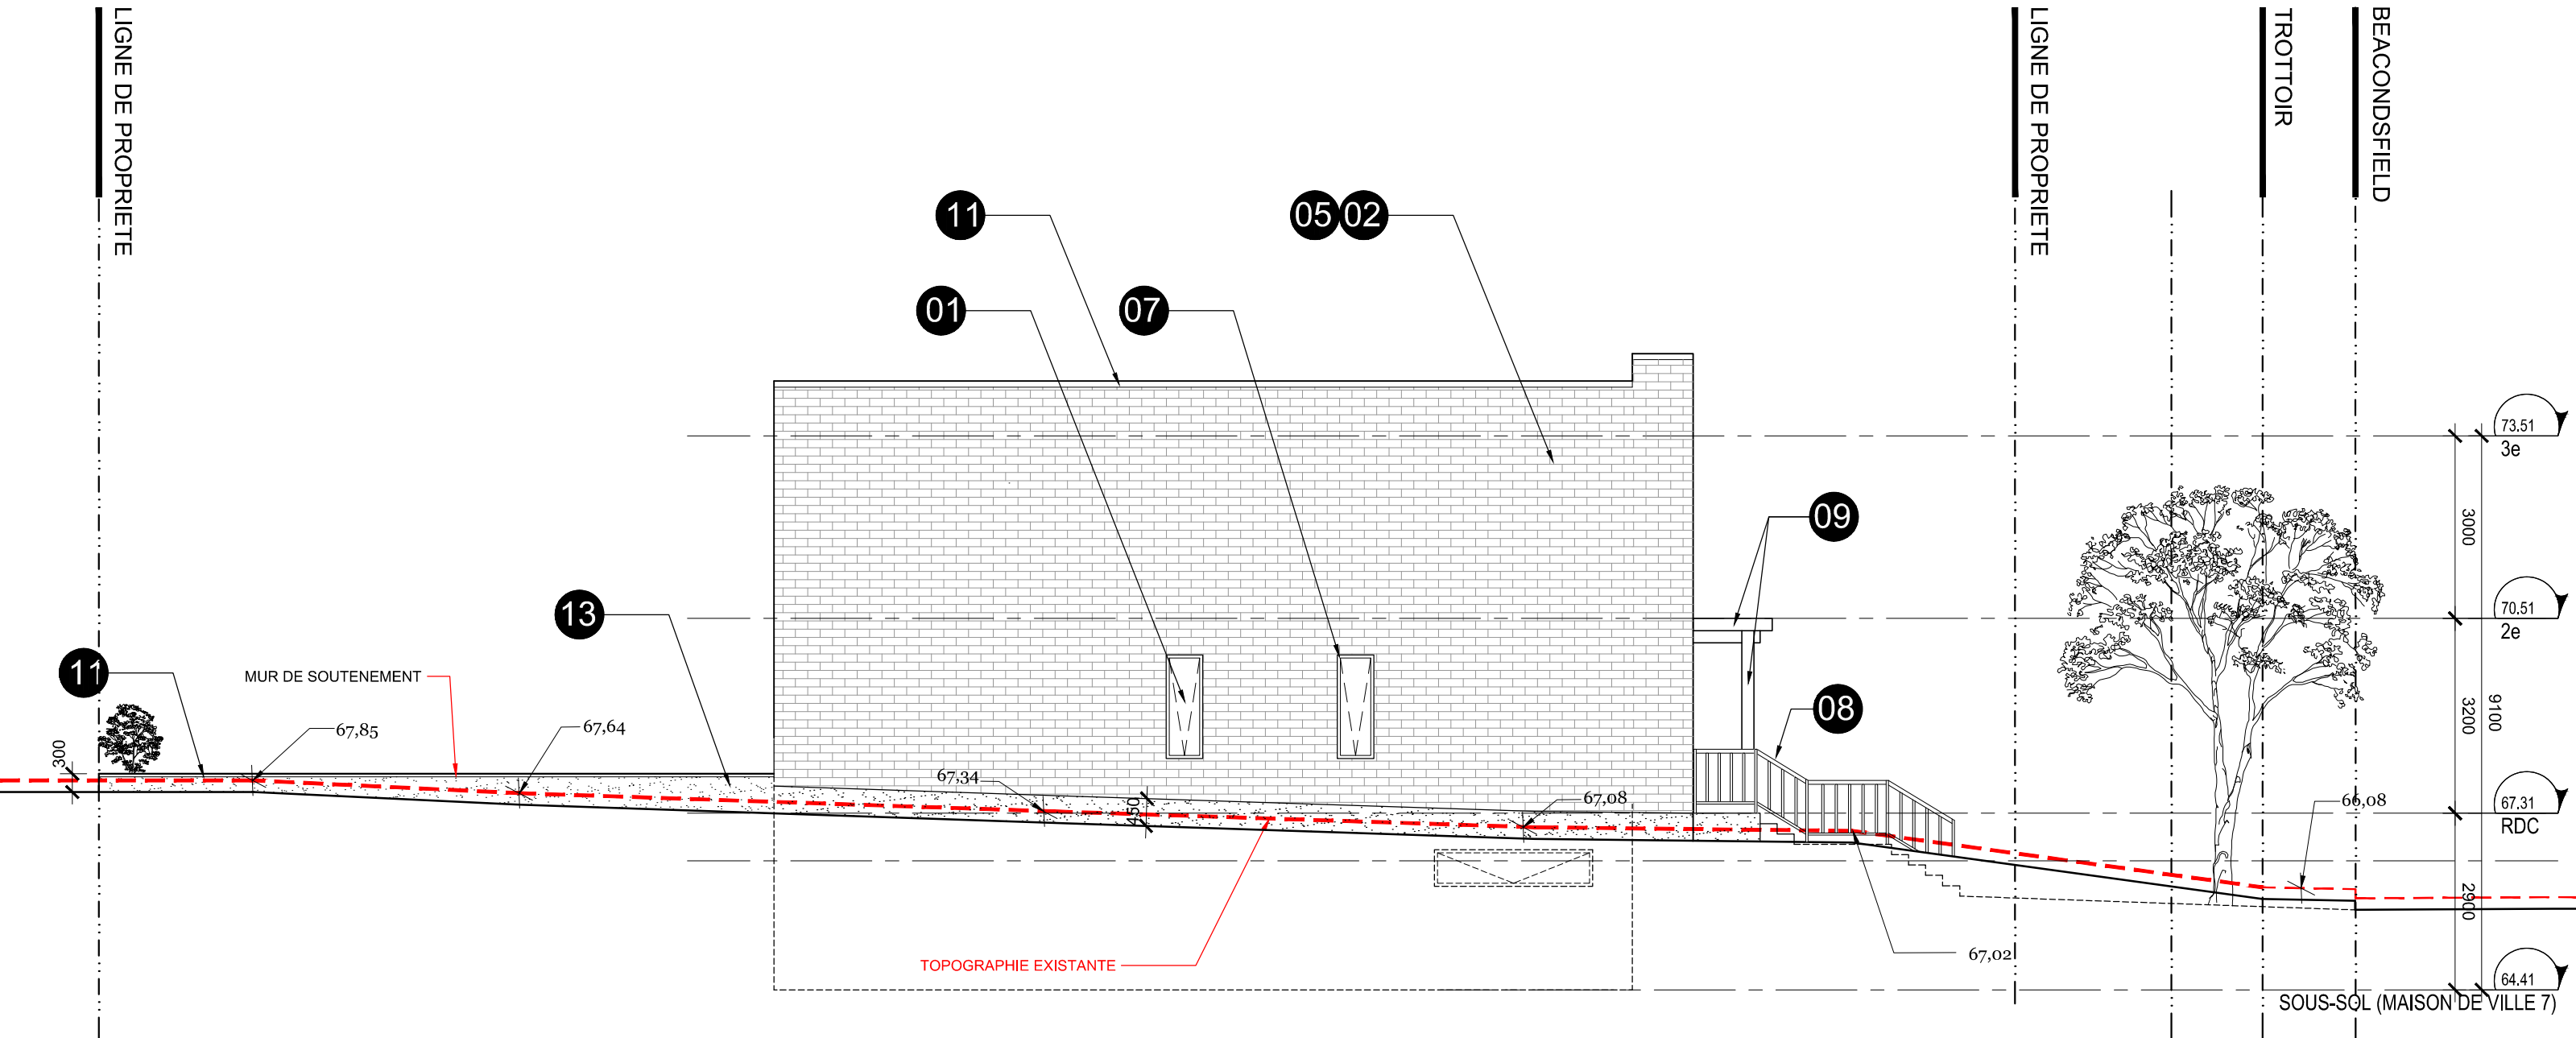 LIGNE DE PROPRIETE
LIGNE DE PROPRIETE
TROTTOIR
BEACONDSFIELD
11
05 02
01
07
73.51
3e
3000
09
13
70.51
2e
11
MUR DE SOUTENEMENT
08
67,85
67,64
3200
9100
300
67,34
450
67,08
66,08
67.31
RDC
2900
67,02
TOPOGRAPHIE EXISTANTE
64.41
SOUS-SOL (MAISON DE VILLE 7)